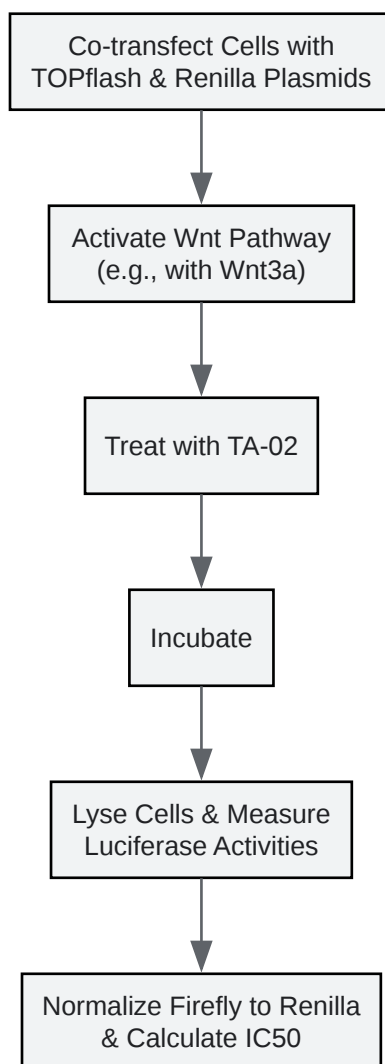 Co-transfect Cells with
TOPflash & Renilla Plasmids
Activate Wnt Pathway
(e.g., with Wnt3a)
Treat with TA-02
Incubate
Lyse Cells & Measure
Luciferase Activities
Normalize Firefly to Renilla
& Calculate IC50